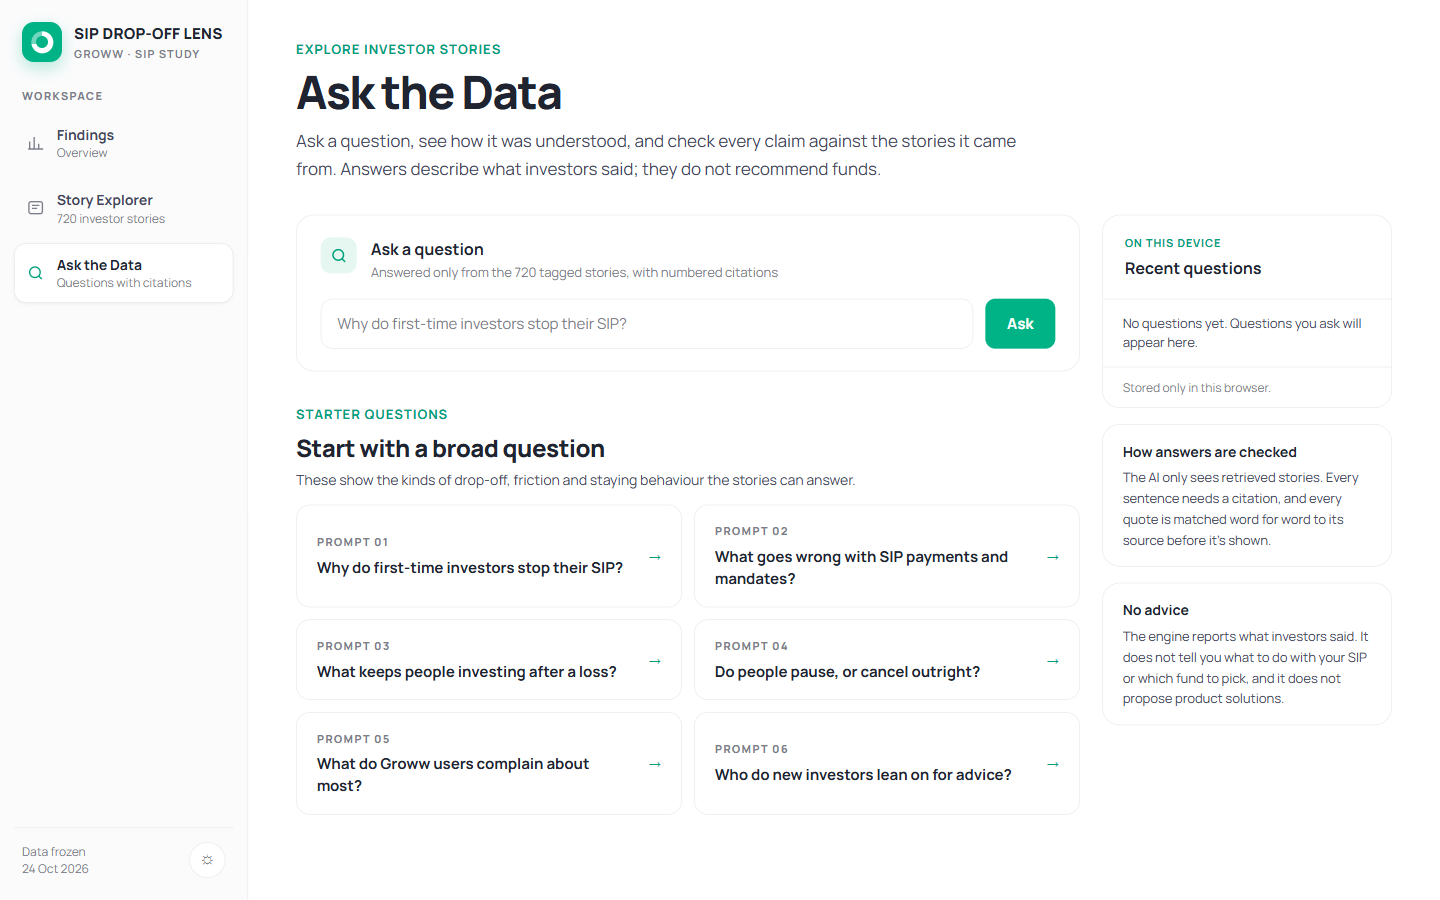 SIP DROP-OFF LENS
GROWW · SIP STUDY
WORKSPACE
Findings
Overview
Story Explorer
720 investor stories
Ask the Data
Questions with citations
Data frozen
24 Oct 2026
EXPLORE INVESTOR STORIES
Ask the Data
Ask a question, see how it was understood, and check every claim against the stories it came
from. Answers describe what investors said; they do not recommend funds.
Ask a question
Answered only from the 720 tagged stories, with numbered citations
Why do first-time investors stop their SIP?
Ask
STARTER QUESTIONS
Start with a broad question
These show the kinds of drop-off, friction and staying behaviour the stories can answer.
PROMPT 01
Why do first-time investors stop their SIP?
→
PROMPT 02
What goes wrong with SIP payments and
mandates?
→
PROMPT 03
What keeps people investing after a loss?
→
PROMPT 04
Do people pause, or cancel outright?
→
PROMPT 05
What do Groww users complain about
most?
→
PROMPT 06
Who do new investors lean on for advice?
→
ON THIS DEVICE
Recent questions
No questions yet. Questions you ask will
appear here.
Stored only in this browser.
How answers are checked
The AI only sees retrieved stories. Every
sentence needs a citation, and every
quote is matched word for word to its
source before it's shown.
No advice
The engine reports what investors said. It
does not tell you what to do with your SIP
or which fund to pick, and it does not
propose product solutions.